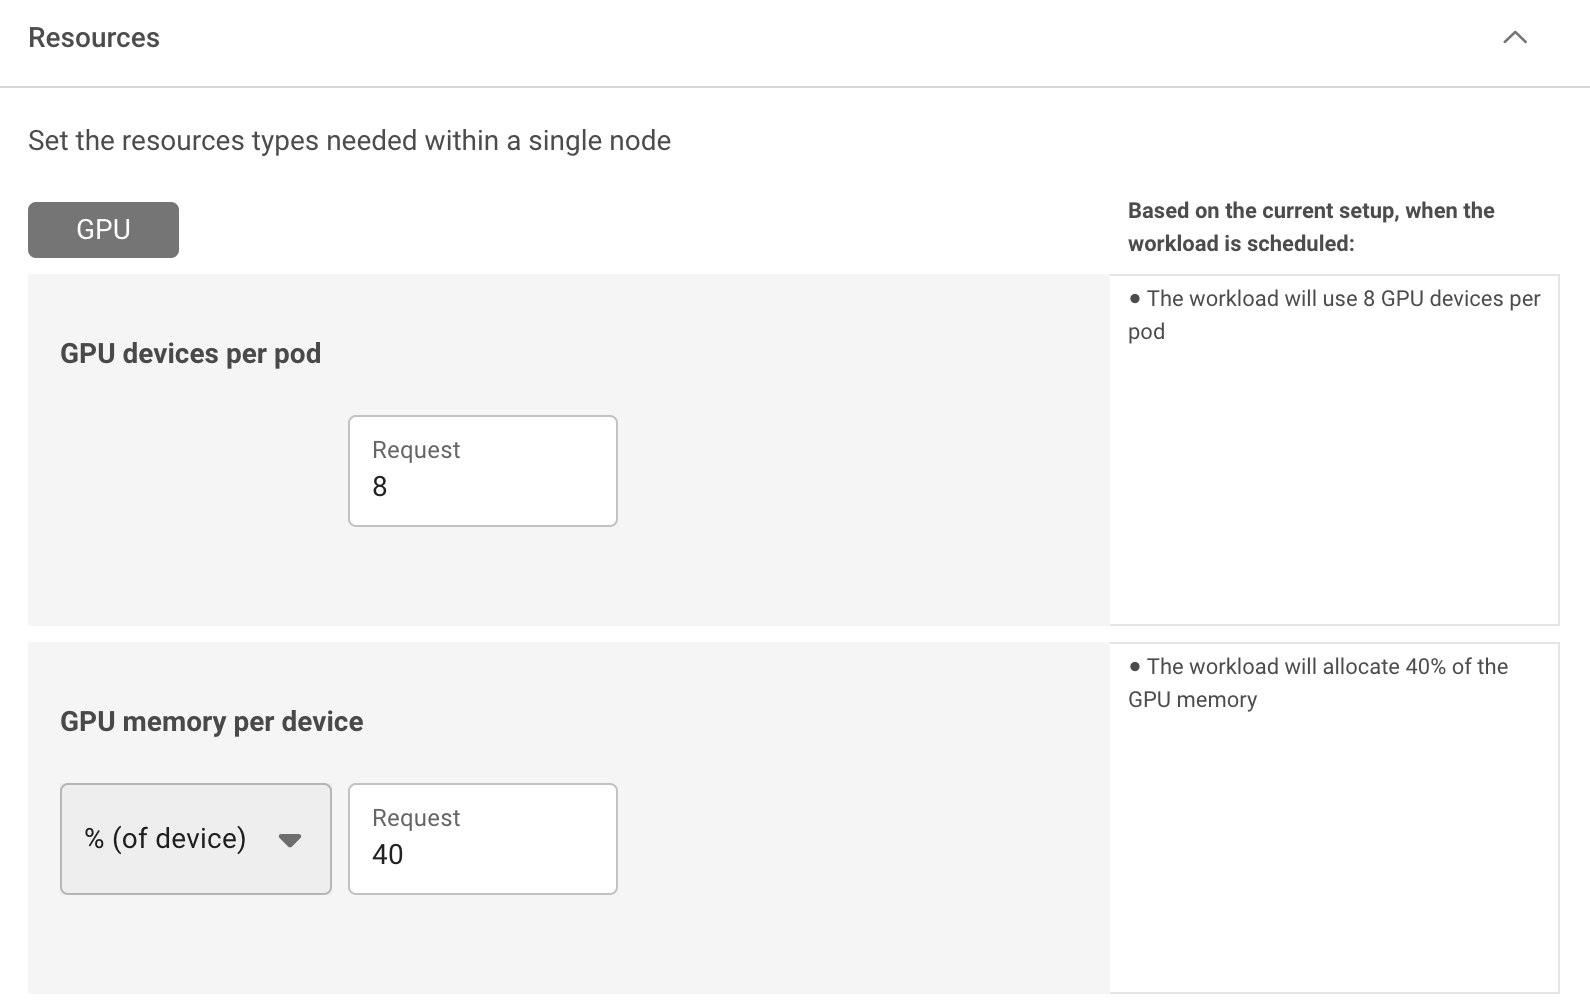 Resources
Set the resources types needed within a single node
GPU
Based on the current setup, when the
workload is scheduled:
GPU devices per pod
Request
8
● The workload will use 8 GPU devices per
pod
GPU memory per device
% (of device)
Request
40
● The workload will allocate 40% of the
GPU memory